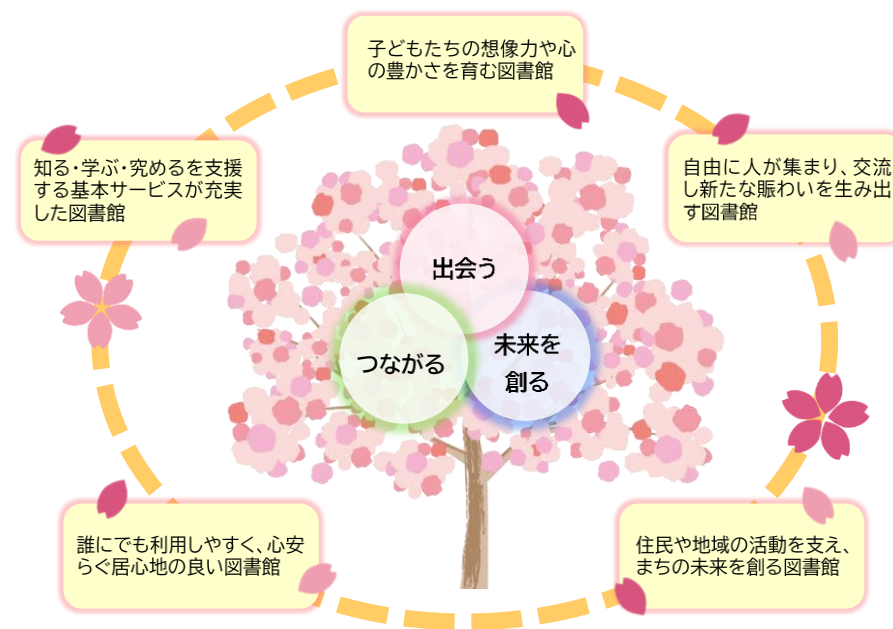 子どもたちの想像力や心
の豊かさを育む図書館
知る・学ぶ・究めるを支援
する基本サービスが充実
した図書館
自由に人が集まり、交流
し新たな賑わいを生み出
す図書館
出会う
つながる
未来を
創る
誰にでも利用しやすく、心安
らぐ居心地の良い図書館
住民や地域の活動を支え、
まちの未来を創る図書館